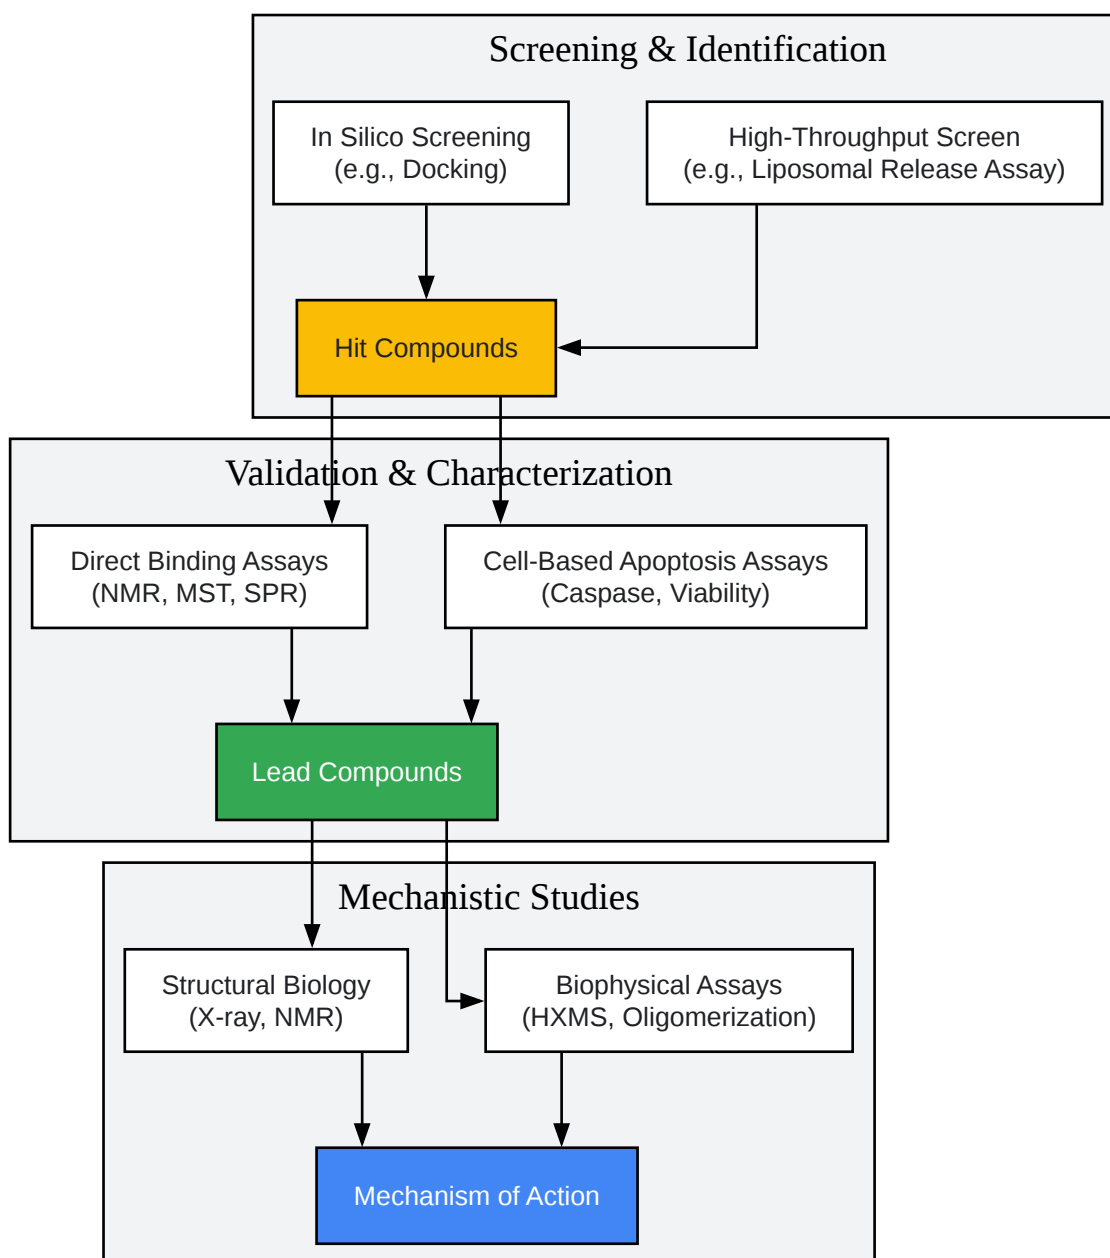 Screening & Identification
In Silico Screening
(e.g., Docking)
High-Throughput Screen
(e.g., Liposomal Release Assay)
Hit Compounds
Validation & Characterization
Direct Binding Assays
(NMR, MST, SPR)
Cell-Based Apoptosis Assays
(Caspase, Viability)
Lead Compounds
Mechanistic Studies
Structural Biology
(X-ray, NMR)
Biophysical Assays
(HXMS, Oligomerization)
Mechanism of Action